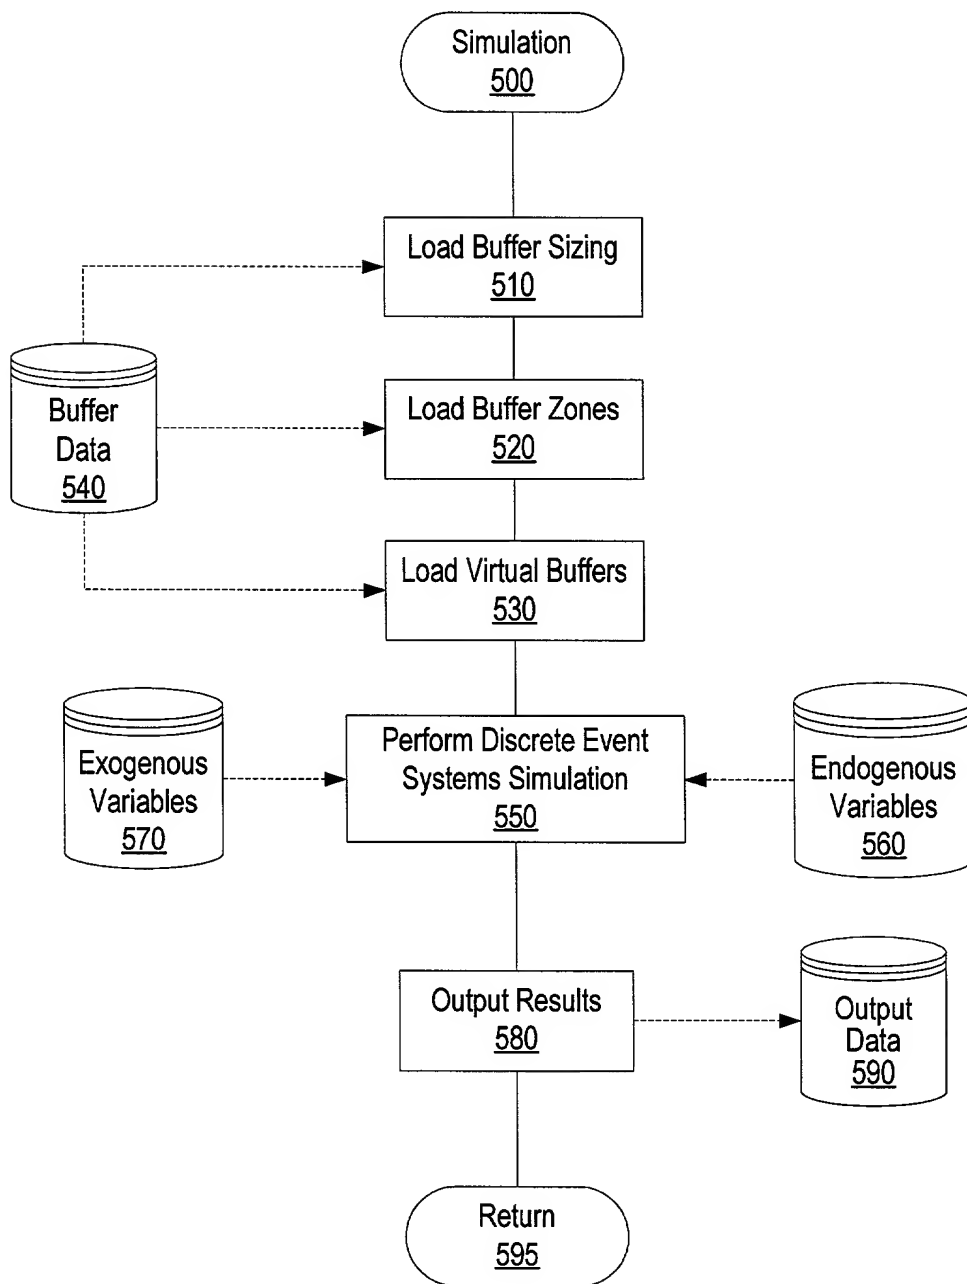 Simulation
500
Load Buffer Sizing
510
Buffer
Data
540
Load Buffer Zones
520
Load Virtual Buffers
530
Exogenous
Variables
570
Perform Discrete Event
Systems Simulation
550
Endogenous
Variables
560
Output Results
580
Output
Data
590
Return
595